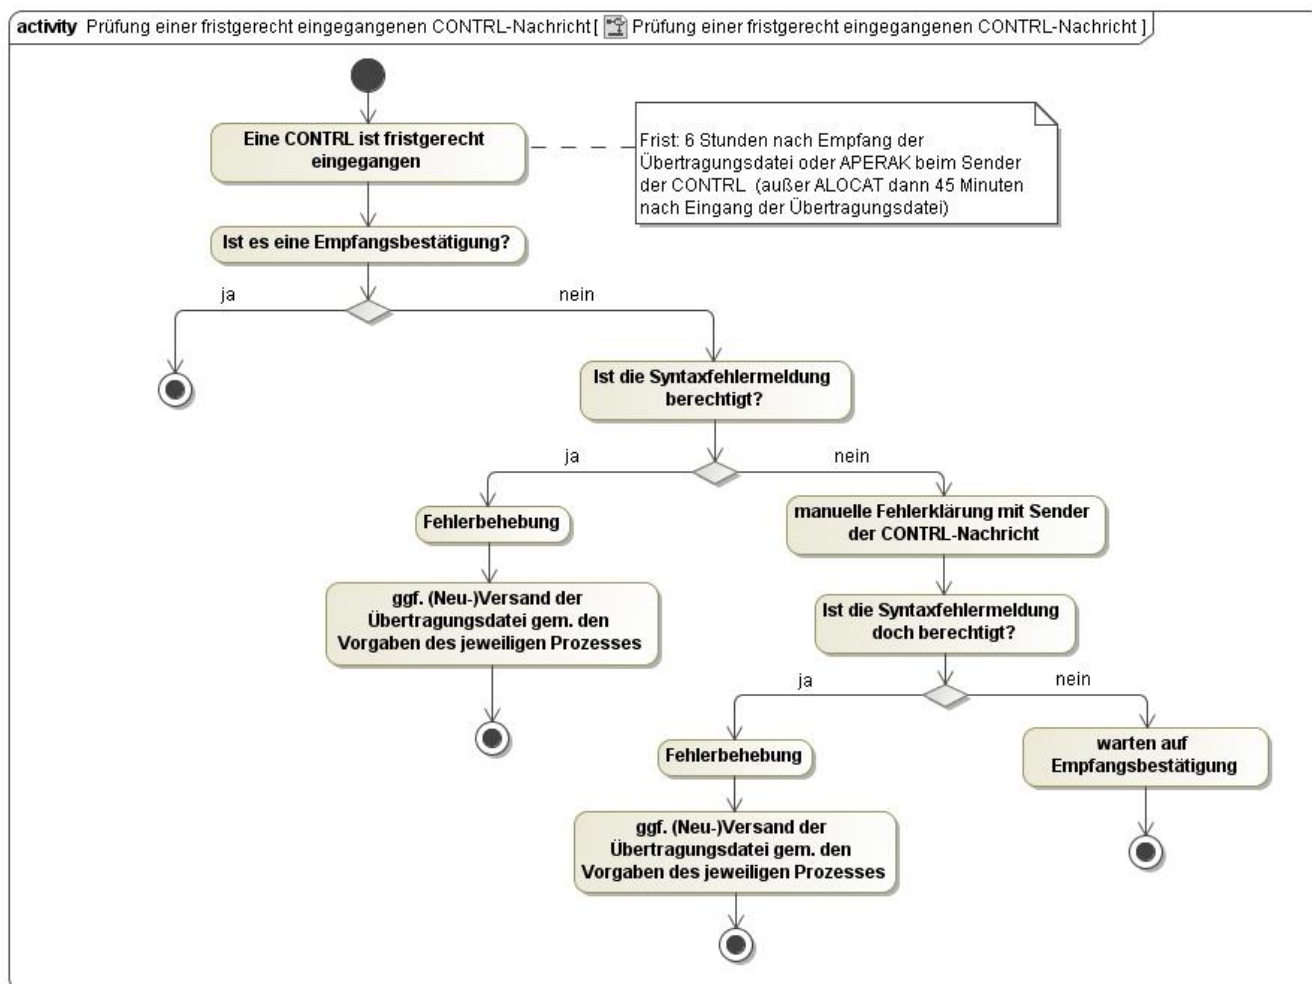 activity Prüfung einer fristgerecht eingegangenen CONTRL-Nachricht [ Prüfung einer fristgerecht eingegangenen CONTRL-Nachricht ]
Eine CONTRL ist fristgerecht
eingegangen
Frist: 6 Stunden nach Empfang der
Übertragungsdatei oder APERAK beim Sender
der CONTRL (außer ALOCAT dann 45 Minuten
nach Eingang der Übertragungsdatei)
Ist es eine Empfangsbestätigung?
ja
nein
Ist die Syntaxfehlermeldung
berechtigt?
ja
nein
Fehlerbehebung
manuelle Fehlerklärung mit Sender
der CONTRL-Nachricht
ggf. (Neu-)Versand der
Übertragungsdatei gem. den
Vorgaben des jeweiligen Prozesses
Ist die Syntaxfehlermeldung
doch berechtigt?
ja
nein
Fehlerbehebung
warten auf
Empfangsbestätigung
ggf. (Neu-)Versand der
Übertragungsdatei gem. den
Vorgaben des jeweiligen Prozesses